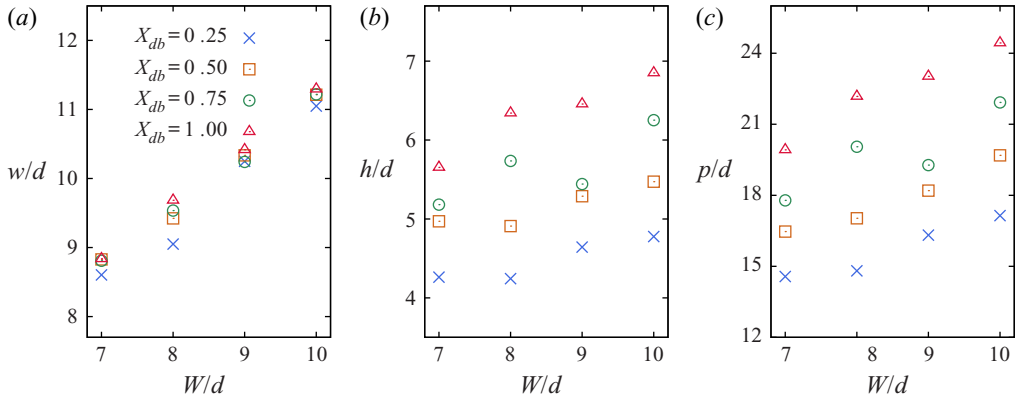 (a)
12
11
10
9
8
w/d
X_db = 0.25
X_db = 0.50
X_db = 0.75
X_db = 1.00
7 8 9 10
W/d
(b)
7
6
5
4
h/d
7 8 9 10
W/d
(c)
24
21
18
15
12
p/d
7 8 9 10
W/d